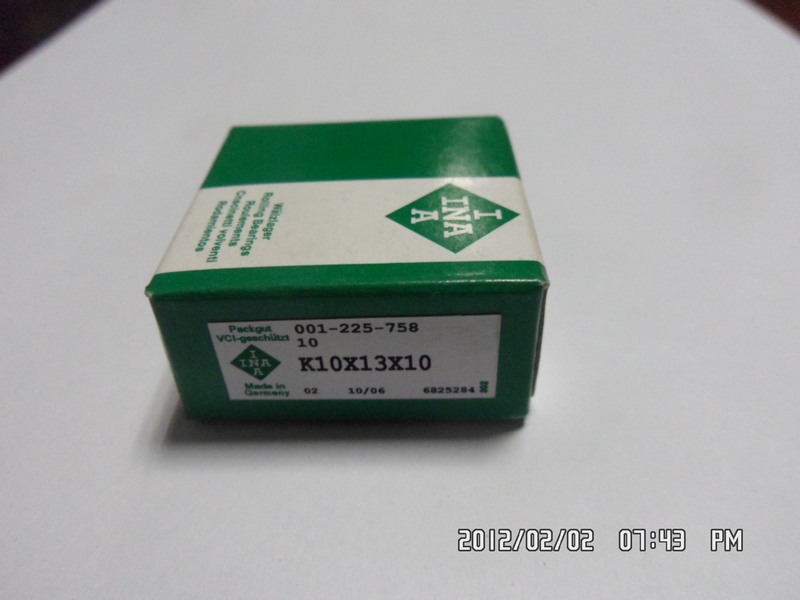 Wälzlager
Rolling Bearings
Roulements
Cuscinetti volventi
Rodamientos
I
INA
A
Packgut
VCI-geschützt
001-225-758
10
I
INA
A
K10X13X10
Made in
Germany
02 10/06 6825284
2012/02/02 07:43 PM